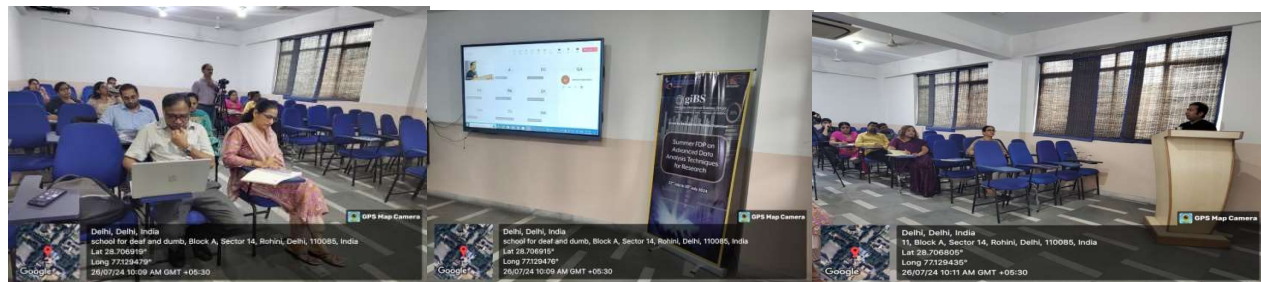 GPS Map Camera
Delhi, Delhi, India
school for deaf and dumb, Block A, Sector 14, Rohini, Delhi, 110085, India
Lat 28.706919°
Long 77.129479°
26/07/24 10:09 AM GMT +05:30
Google
giBS
Summer FDP on
Advanced Data
Analysis Techniques
for Research
GPS Map Camera
Delhi, Delhi, India
school for deaf and dumb, Block A, Sector 14, Rohini, Delhi, 110085, India
Lat 28.706915°
Long 77.129476°
26/07/24 10:09 AM GMT +05:30
Google
GPS Map Camera
Delhi, Delhi, India
11, Block A, Sector 14, Rohini, Delhi, 110085, India
Lat 28.706805°
Long 77.129435°
26/07/24 10:11 AM GMT +05:30
Google